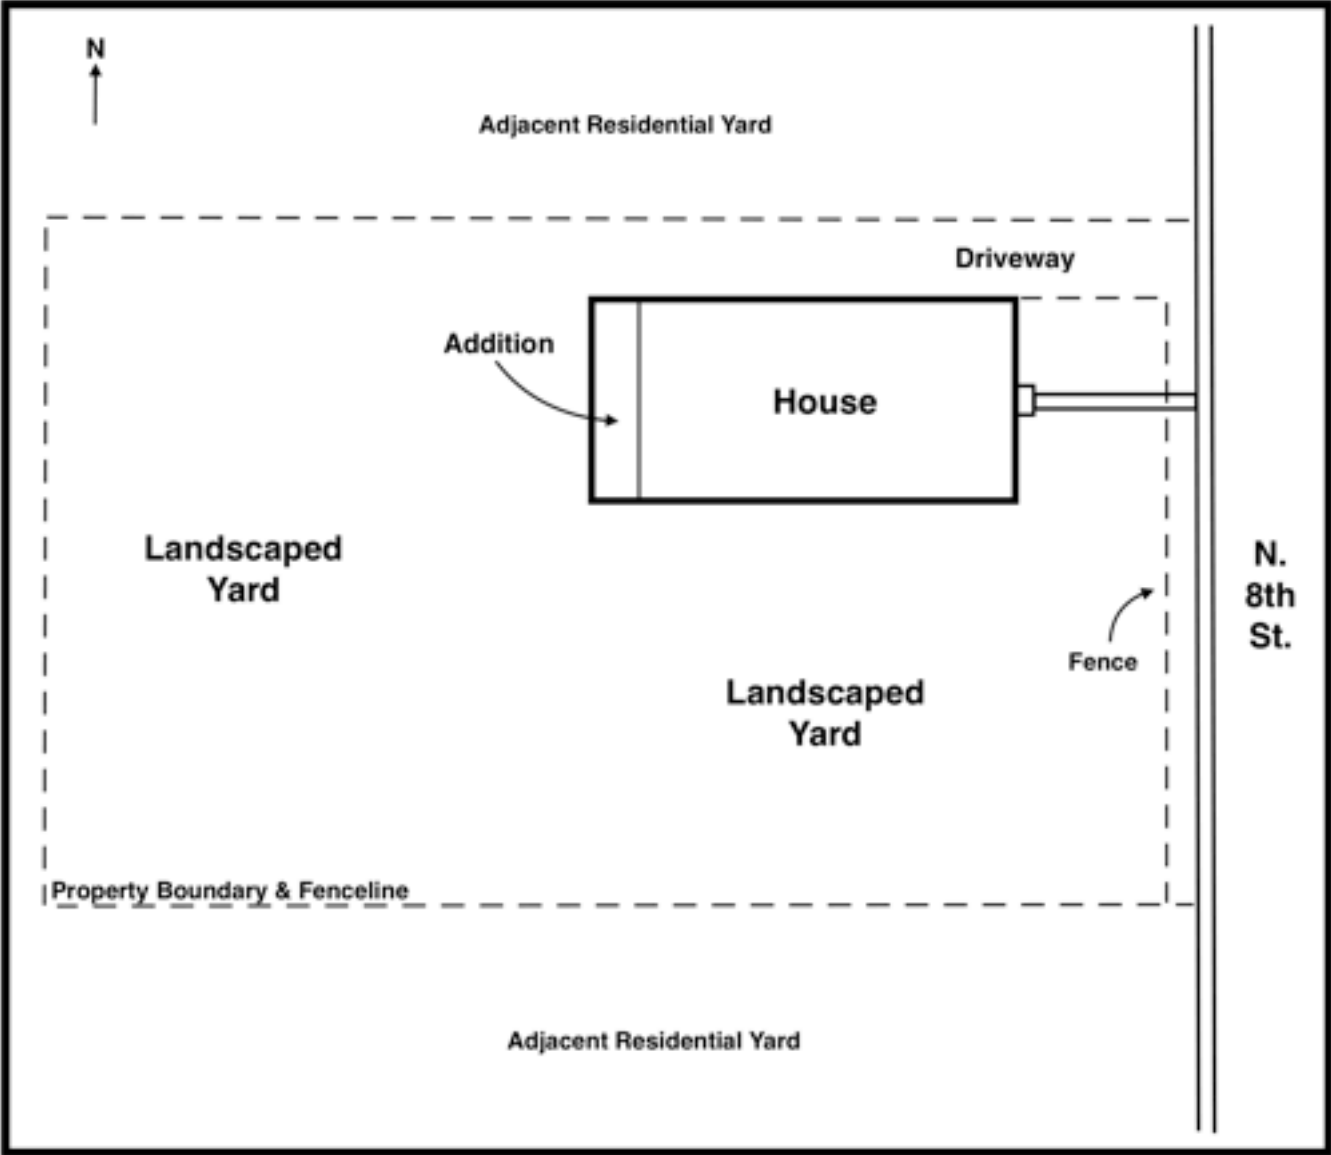 N
Adjacent Residential Yard
Driveway
Addition
House
Landscaped
Yard
N.
8th
St.
Fence
Landscaped
Yard
Property Boundary & Fenceline
Adjacent Residential Yard